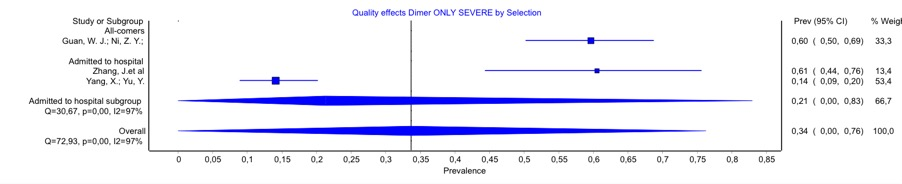 Quality effects Dimer ONLY SEVERE by Selection
Study or Subgroup Prev (95% CI) % Weig
All-comers
Guan, W. J.; Ni, Z. Y.; 0,60 ( 0,50, 0,69) 33,3
Admitted to hospital
Zhang, J.et al 0,61 ( 0,44, 0,76) 13,4
Yang, X.; Yu, Y. 0,14 ( 0,09, 0,20) 53,4
Admitted to hospital subgroup 0,21 ( 0,00, 0,83) 66,7
Q=30,67, p=0,00, I2=97%
Overall 0,34 ( 0,00, 0,76) 100,0
Q=72,93, p=0,00, I2=97%
0 0,05 0,1 0,15 0,2 0,25 0,3 0,35 0,4 0,45 0,5 0,55 0,6 0,65 0,7 0,75 0,8 0,85
Prevalence